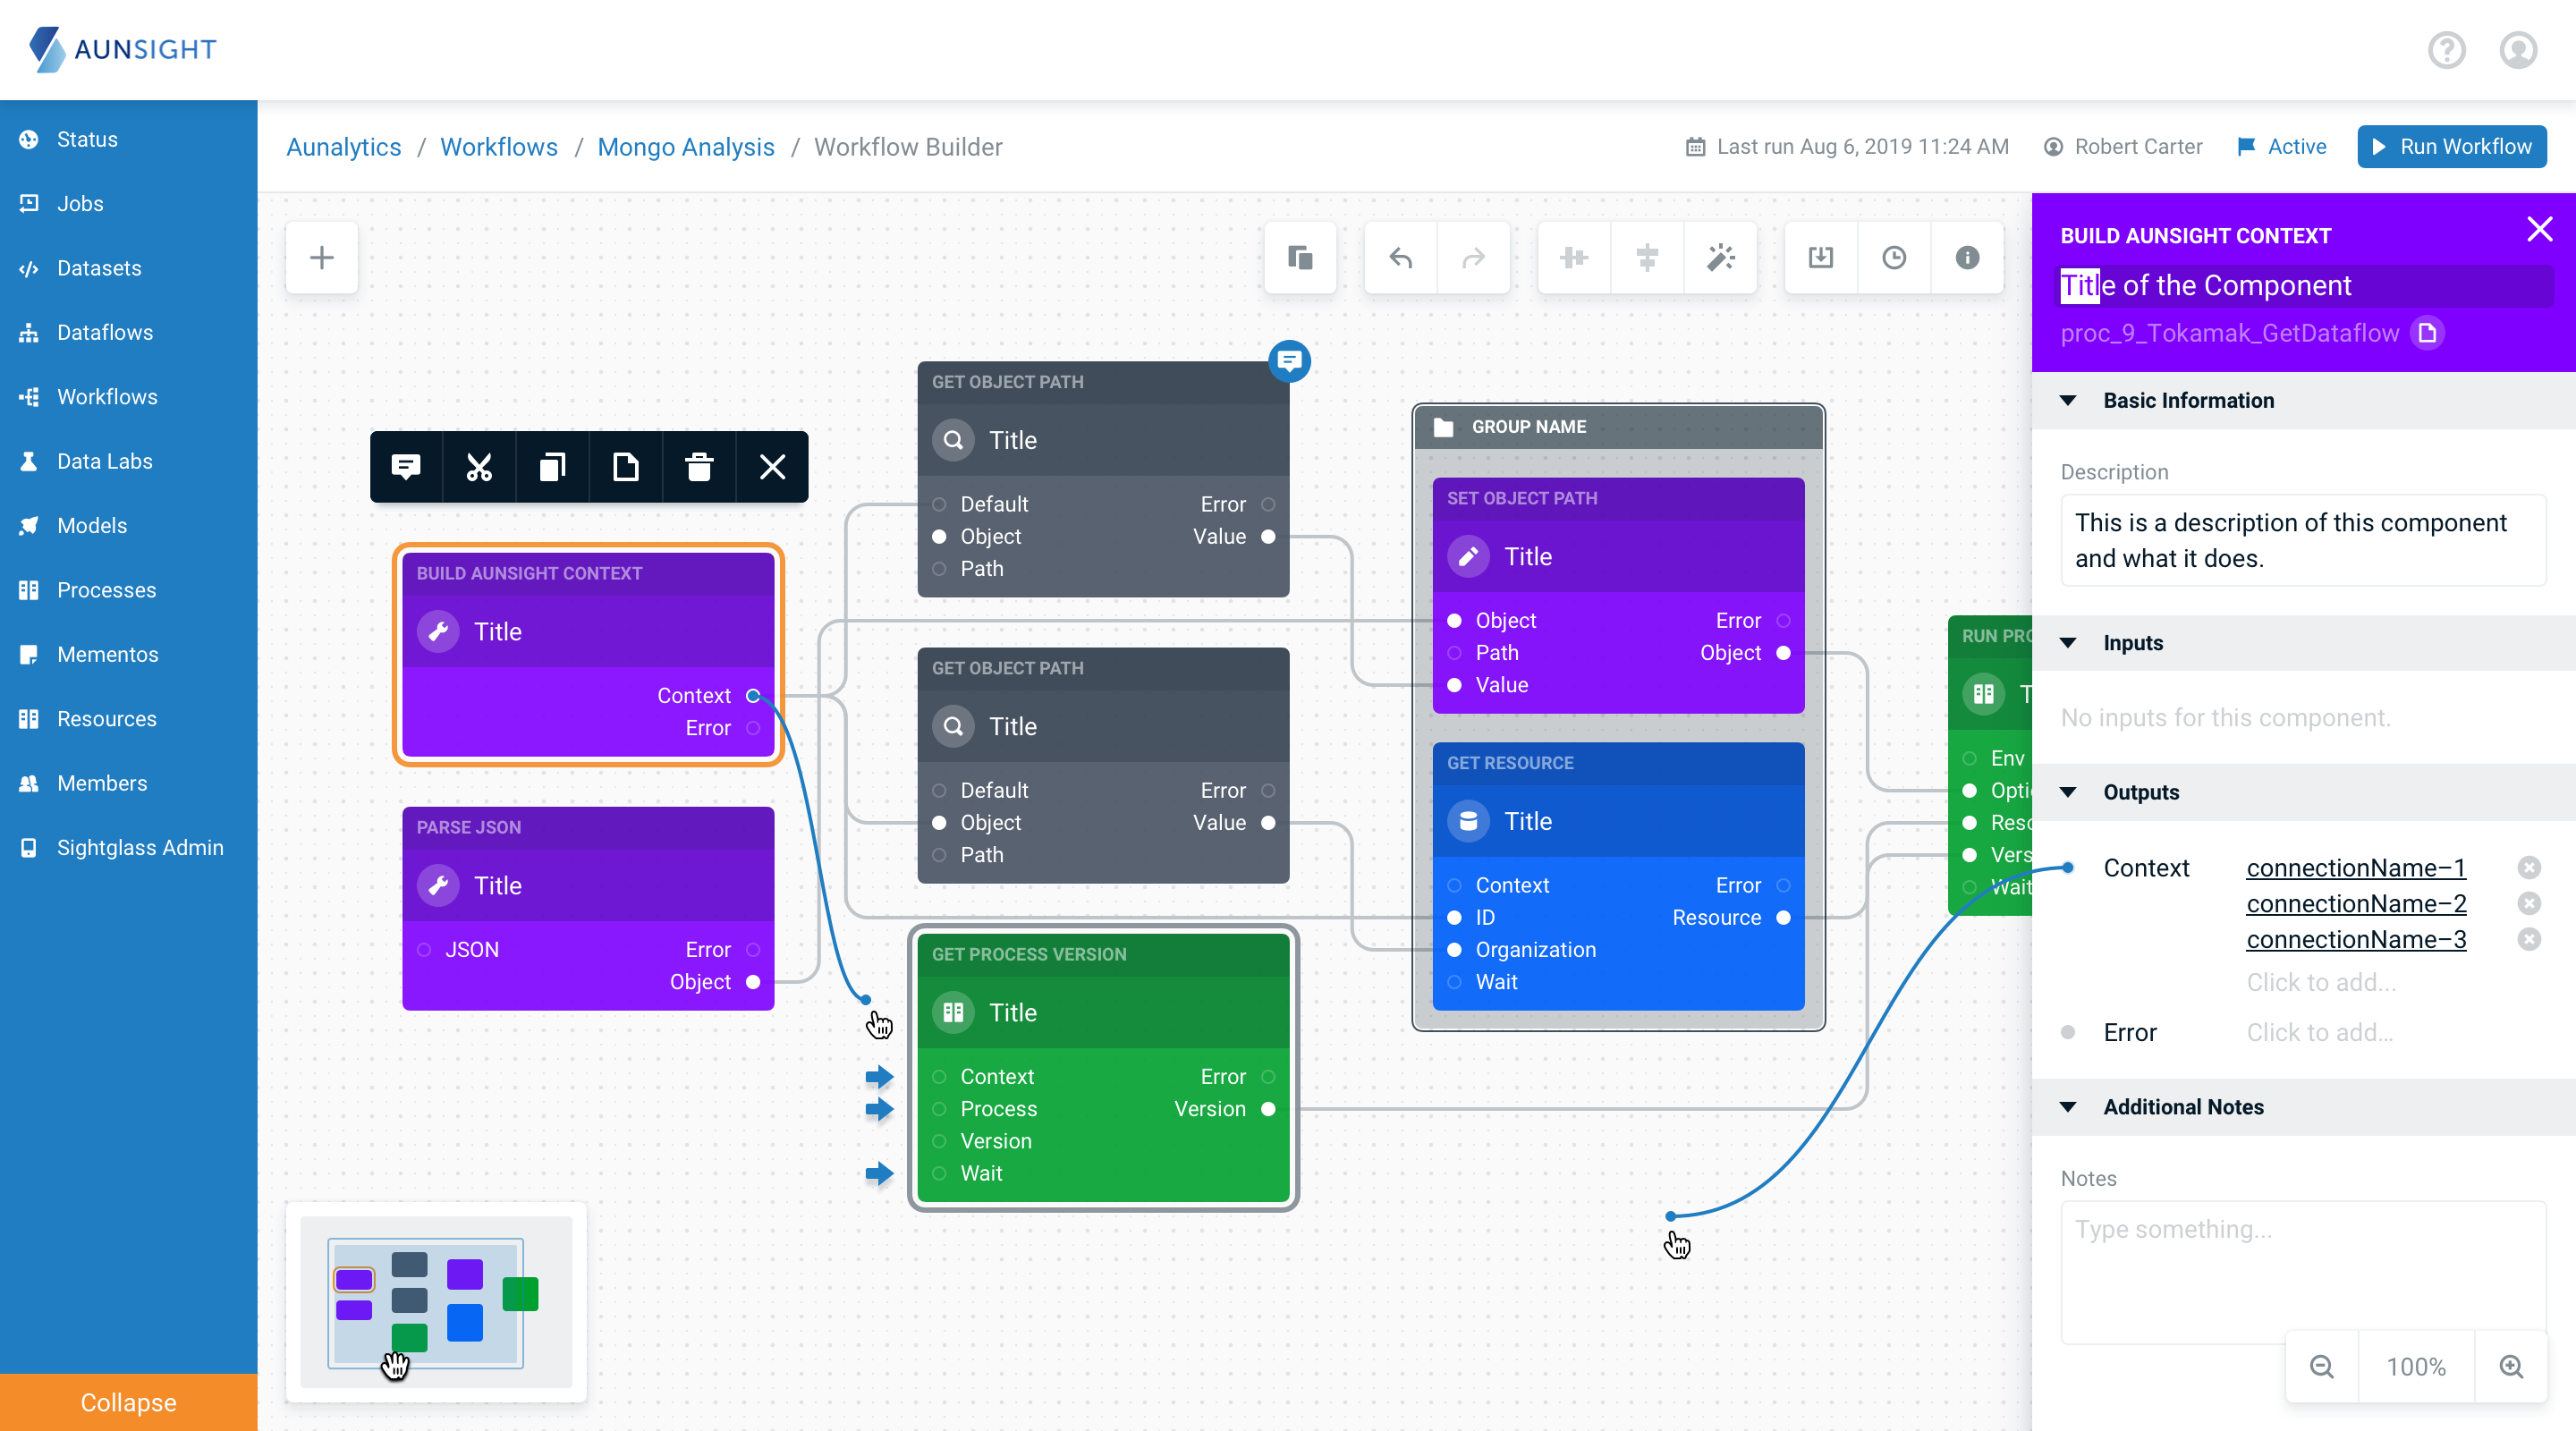 AUNSIGHT
Status
Jobs
Datasets
Dataflows
Workflows
Data Labs
Models
Processes
Mementos
Resources
Members
Sightglass Admin
Collapse
Aunalytics / Workflows / Mongo Analysis / Workflow Builder
Last run Aug 6, 2019 11:24 AM
Robert Carter
Active
Run Workflow
BUILD AUNSIGHT CONTEXT
Title
Context
Error
PARSE JSON
Title
JSON Error
Object
GET OBJECT PATH
Title
Default Error
Object Value
Path
GET OBJECT PATH
Title
Default Error
Object Value
Path
GET PROCESS VERSION
Title
Context Error
Process Version
Version
Wait
GROUP NAME
SET OBJECT PATH
Title
Object Error
Path Object
Value
GET RESOURCE
Title
Context Error
ID Resource
Organization
Wait
RUN PRO
T
Env
Opti
Reso
Vers
Wait
BUILD AUNSIGHT CONTEXT
Title of the Component
proc_9_Tokamak_GetDataflow
Basic Information
Description
This is a description of this component
and what it does.
Inputs
No inputs for this component.
Outputs
Context connectionName–1
connectionName–2
connectionName–3
Click to add...
Error Click to add...
Additional Notes
Notes
Type something...
100%